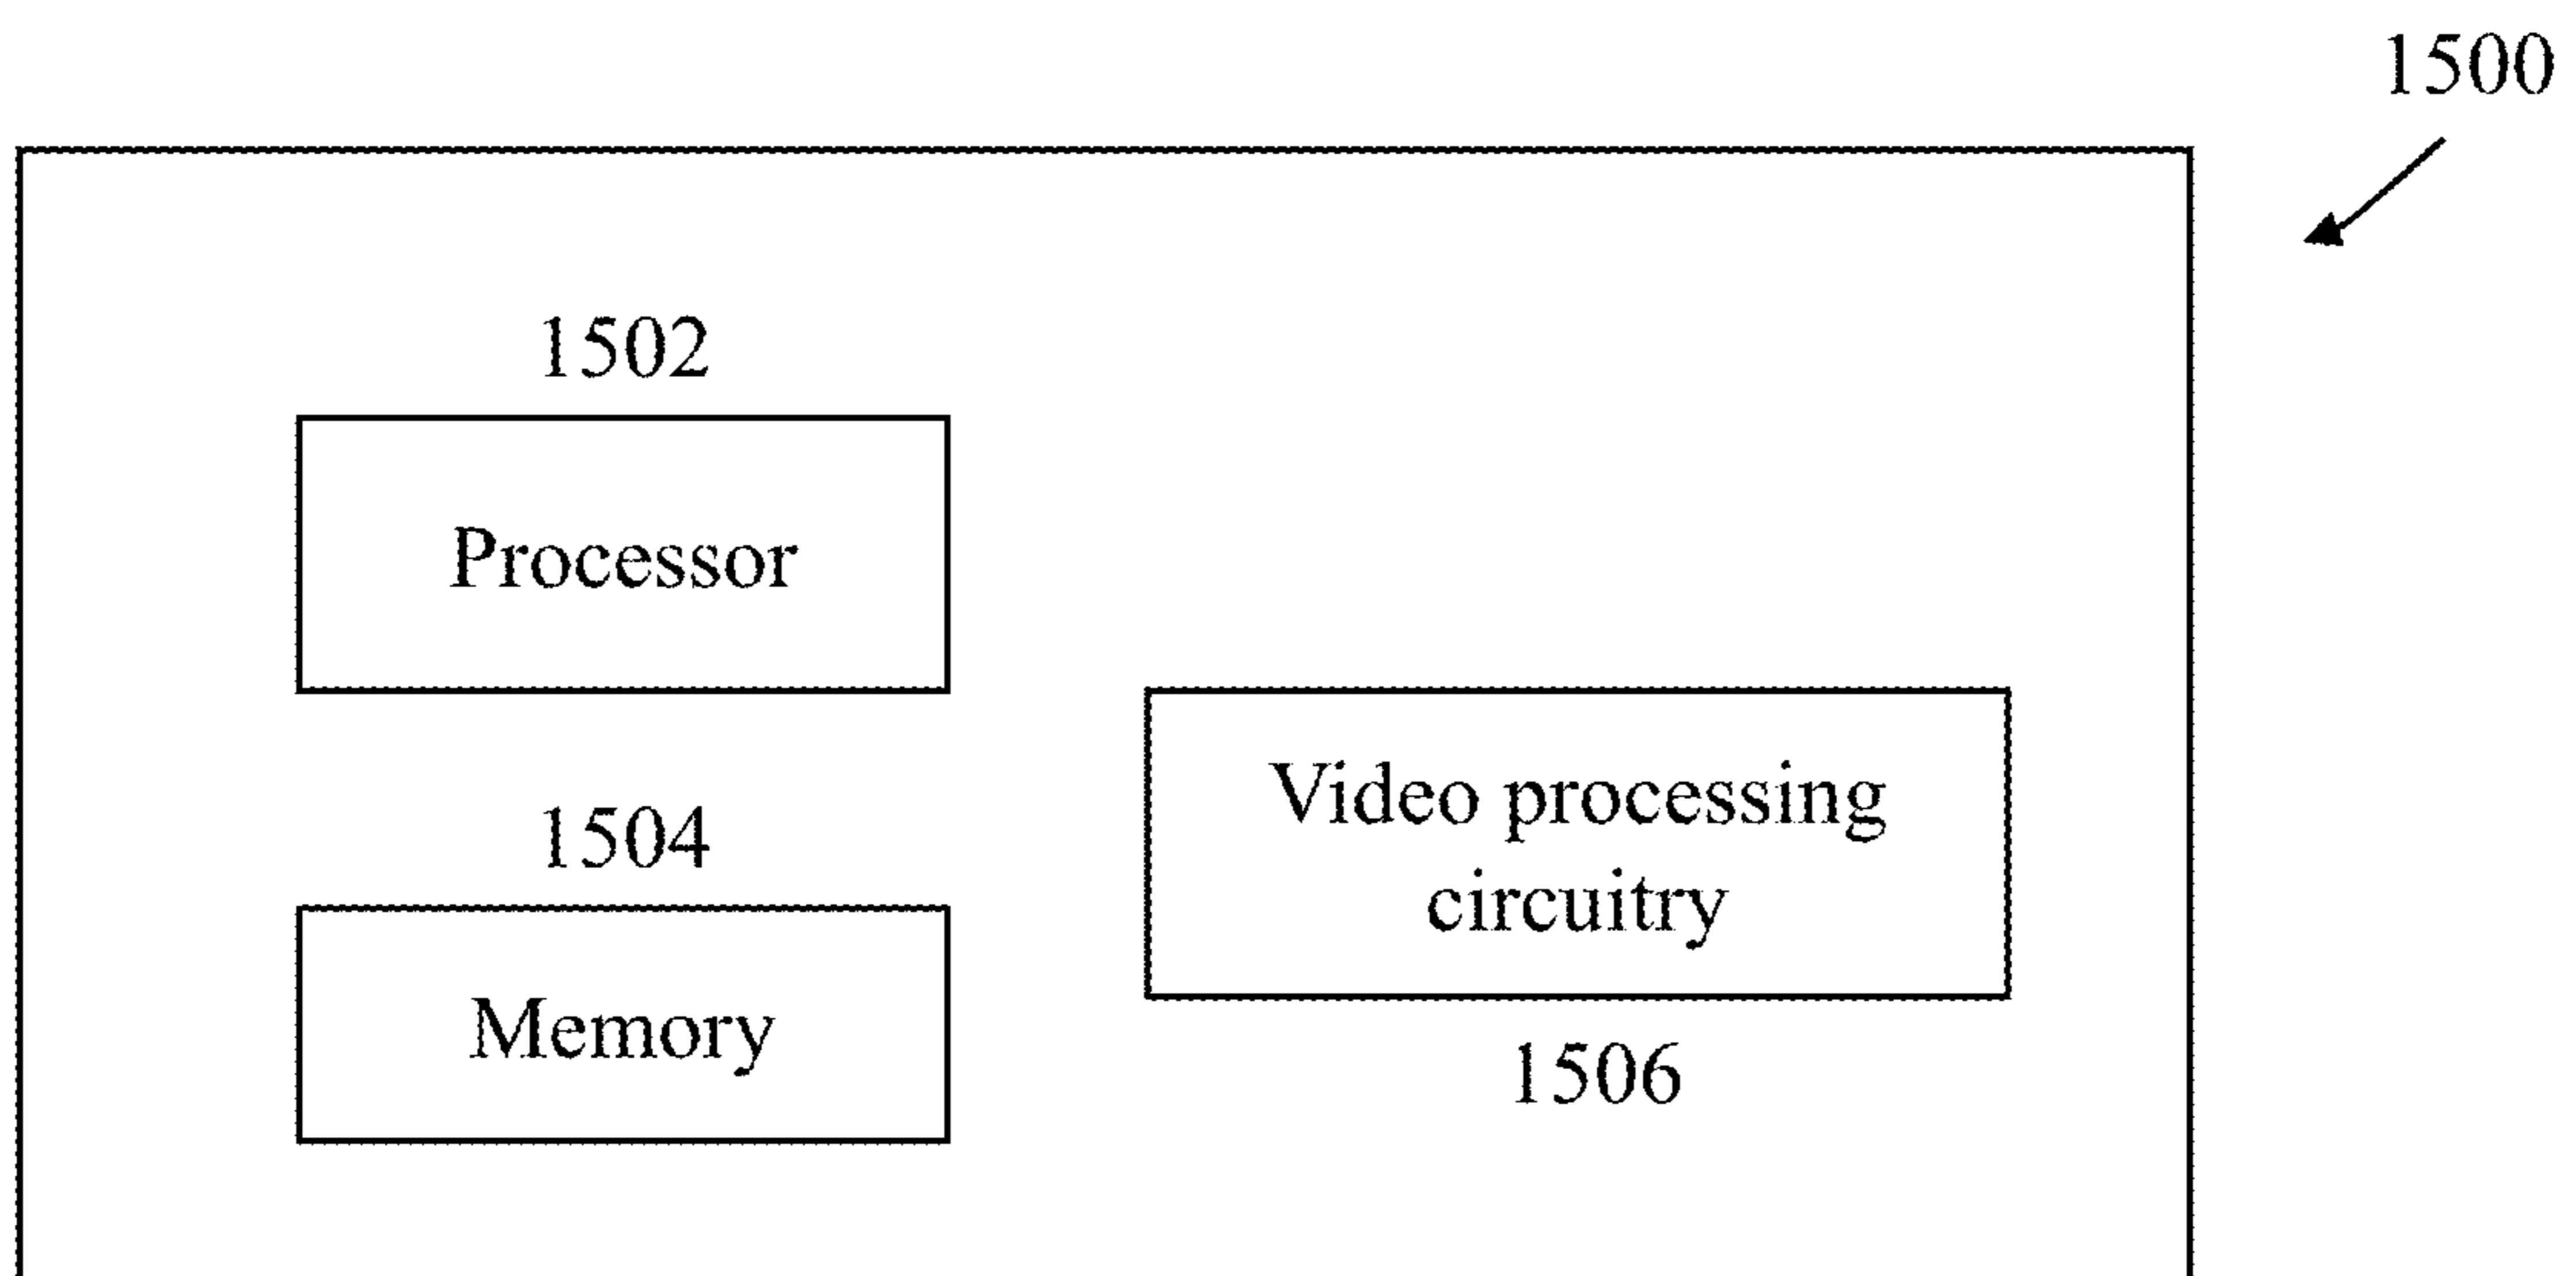 1500
1502
Processor
1504
Memory
Video processing
circuitry
1506